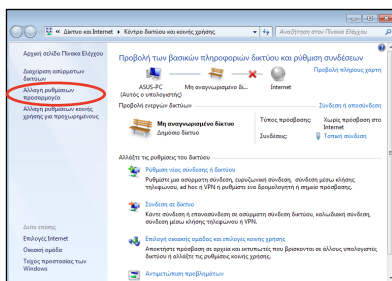 « Δίκτυο και Internet ▸ Κέντρο δικτύου και κοινής χρήσης
Αναζήτηση στον Πίνακα Ελέγχου
Αρχική σελίδα Πίνακα Ελέγχου
Διαχείριση ασύρματων
δικτύων
Αλλαγή ρυθμίσεων
προσαρμογέα
Αλλαγή ρυθμίσεων κοινής
χρήσης για προχωρημένους
Δείτε επίσης
Επιλογές Internet
Οικιακή ομάδα
Τείχος προστασίας των
Windows
Προβολή των βασικών πληροφοριών δικτύου και ρύθμιση συνδέσεων
Προβολή πλήρους χάρτη
ASUS-PC
(Αυτός ο υπολογιστής)
Μη αναγνωρισμένο δί...
Internet
Προβολή ενεργών δικτύων
Σύνδεση ή αποσύνδεση
Μη αναγνωρισμένο δίκτυο
Δημόσιο δίκτυο
Τύπος πρόσβασης: Χωρίς πρόσβαση στο
Internet
Συνδέσεις: Τοπική σύνδεση
Αλλάξτε τις ρυθμίσεις του δικτύου
Ρύθμιση νέας σύνδεσης ή δικτύου
Ρυθμίστε μια ασύρματη σύνδεση, ευρυζωνική σύνδεση, σύνδεση μέσω κλήσης
τηλεφώνου, ad hoc ή VPN ή ρυθμίστε ένα δρομολογητή ή σημείο πρόσβασης.
Σύνδεση σε δίκτυο
Κάντε σύνδεση ή επανασύνδεση σε ασύρματη σύνδεση δικτύου, καλωδιακή σύνδεση,
σύνδεση μέσω κλήσης τηλεφώνου ή VPN.
Επιλογή οικιακής ομάδας και επιλογές κοινής χρήσης
Αποκτήστε πρόσβαση σε αρχεία και εκτυπωτές που βρίσκονται σε άλλους υπολογιστές
δικτύου ή αλλάξτε τις ρυθμίσεις κοινής χρήσης.
Αντιμετώπιση προβλημάτων